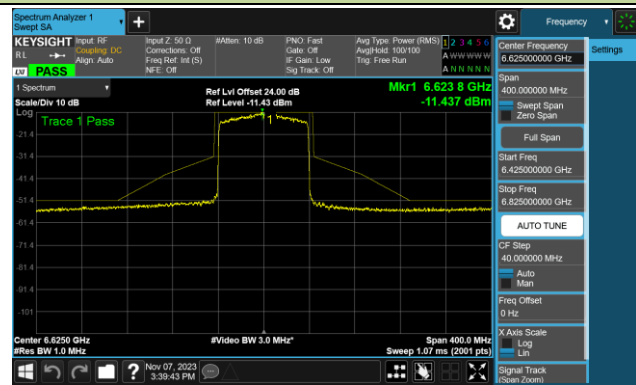 Spectrum Analyzer 1
Swept SA
Frequency
KEYSIGHT
RL
PASS
Input: RF
Coupling: DC
Align: Auto
Input Z: 50 Ω
Corrections: Off
Freq Ref: Int (S)
NFE: Off
#Atten: 10 dB
PNO: Fast
Gate: Off
IF Gain: Low
Sig Track: Off
Avg Type: Power (RMS)
Avg|Hold: 100/100
Trig: Free Run
1 2 3 4 5 6
A W W W W W
A N N N N N
1 Spectrum
Scale/Div 10 dB
Ref Lvl Offset 24.00 dB
Ref Level -11.43 dBm
Mkr1 6.623 8 GHz
-11.437 dBm
Log
Trace 1 Pass
1
-21.4
-31.4
-41.4
-51.4
-61.4
-71.4
-81.4
-91.4
-101
Center 6.6250 GHz
#Res BW 1.0 MHz
#Video BW 3.0 MHz*
Span 400.0 MHz
Sweep 1.07 ms (2001 pts)
Nov 07, 2023
3:39:43 PM
Center Frequency
6.625000000 GHz
Settings
Span
400.000000 MHz
Swept Span
Zero Span
Full Span
Start Freq
6.425000000 GHz
Stop Freq
6.825000000 GHz
AUTO TUNE
CF Step
40.000000 MHz
Auto
Man
Freq Offset
0 Hz
X Axis Scale
Log
Lin
Signal Track
(Span Zoom)